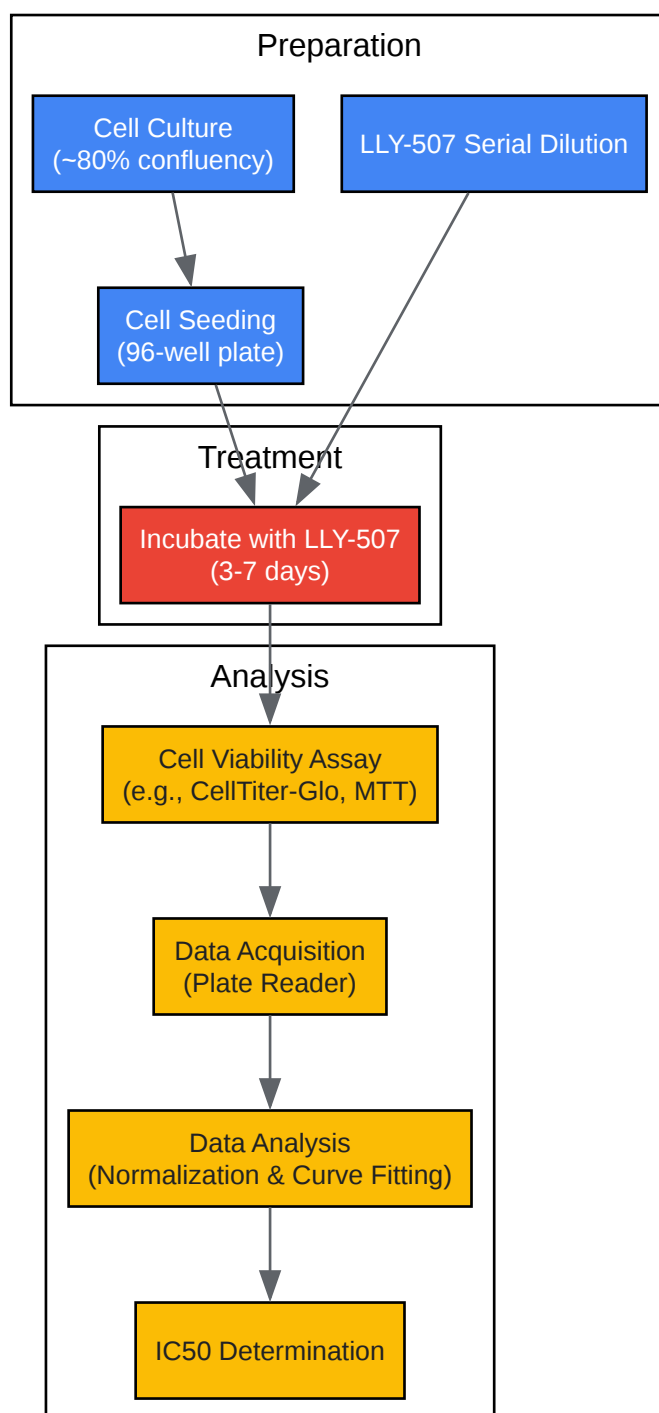 Preparation
Cell Culture
(~80% confluency)
LLY-507 Serial Dilution
Cell Seeding
(96-well plate)
Treatment
Incubate with LLY-507
(3-7 days)
Analysis
Cell Viability Assay
(e.g., CellTiter-Glo, MTT)
Data Acquisition
(Plate Reader)
Data Analysis
(Normalization & Curve Fitting)
IC50 Determination